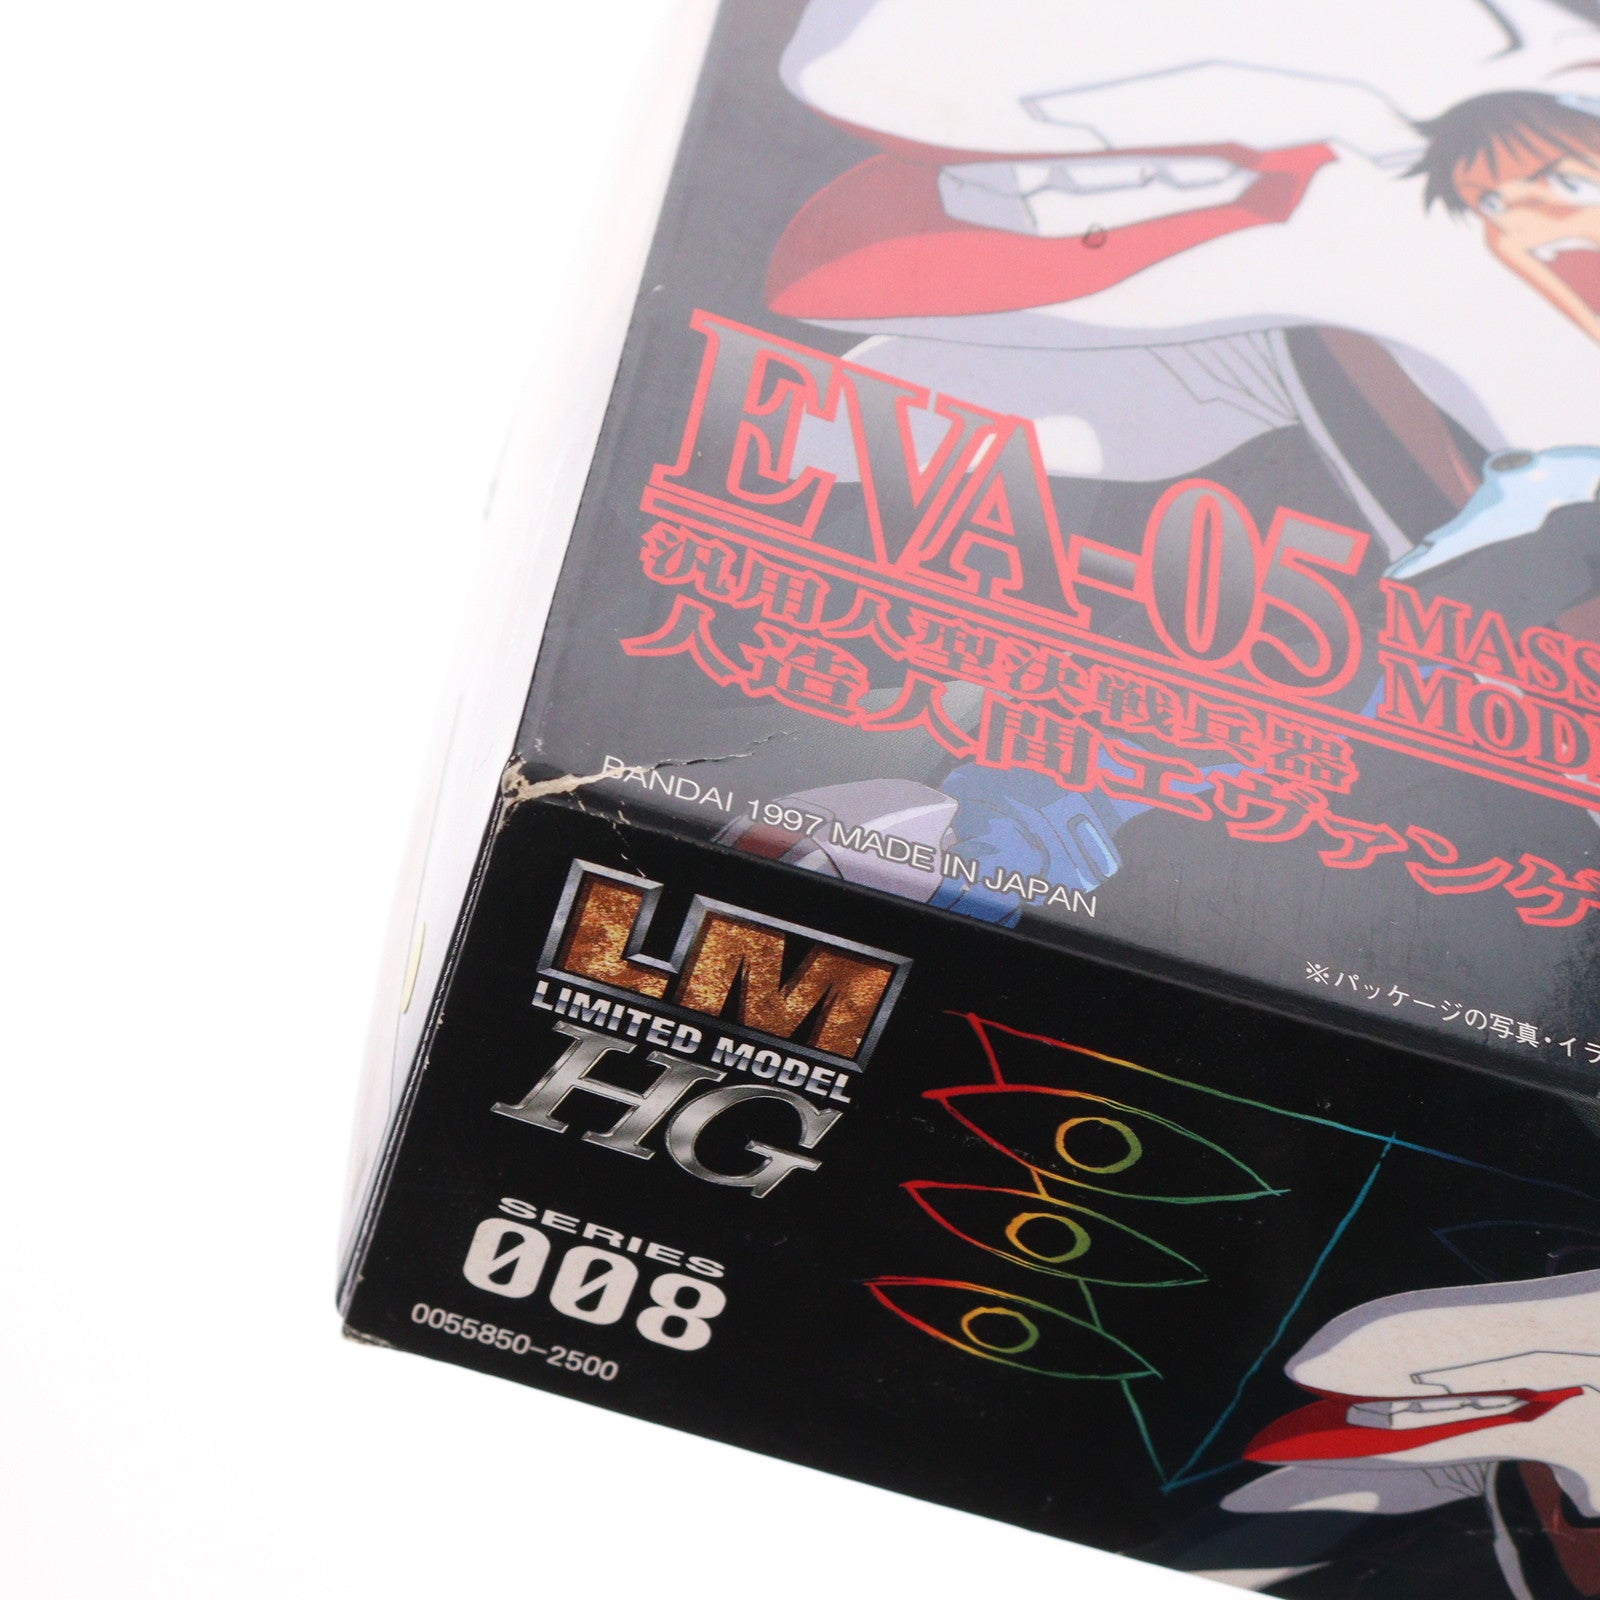 EVA-05
MASS
MOD
汎用人型決戦兵器
人造人間エヴァンゲ
BANDAI 1997 MADE IN JAPAN
※パッケージの写真・イラ
LM
LIMITED MODEL
HG
SERIES
008
0055850-2500